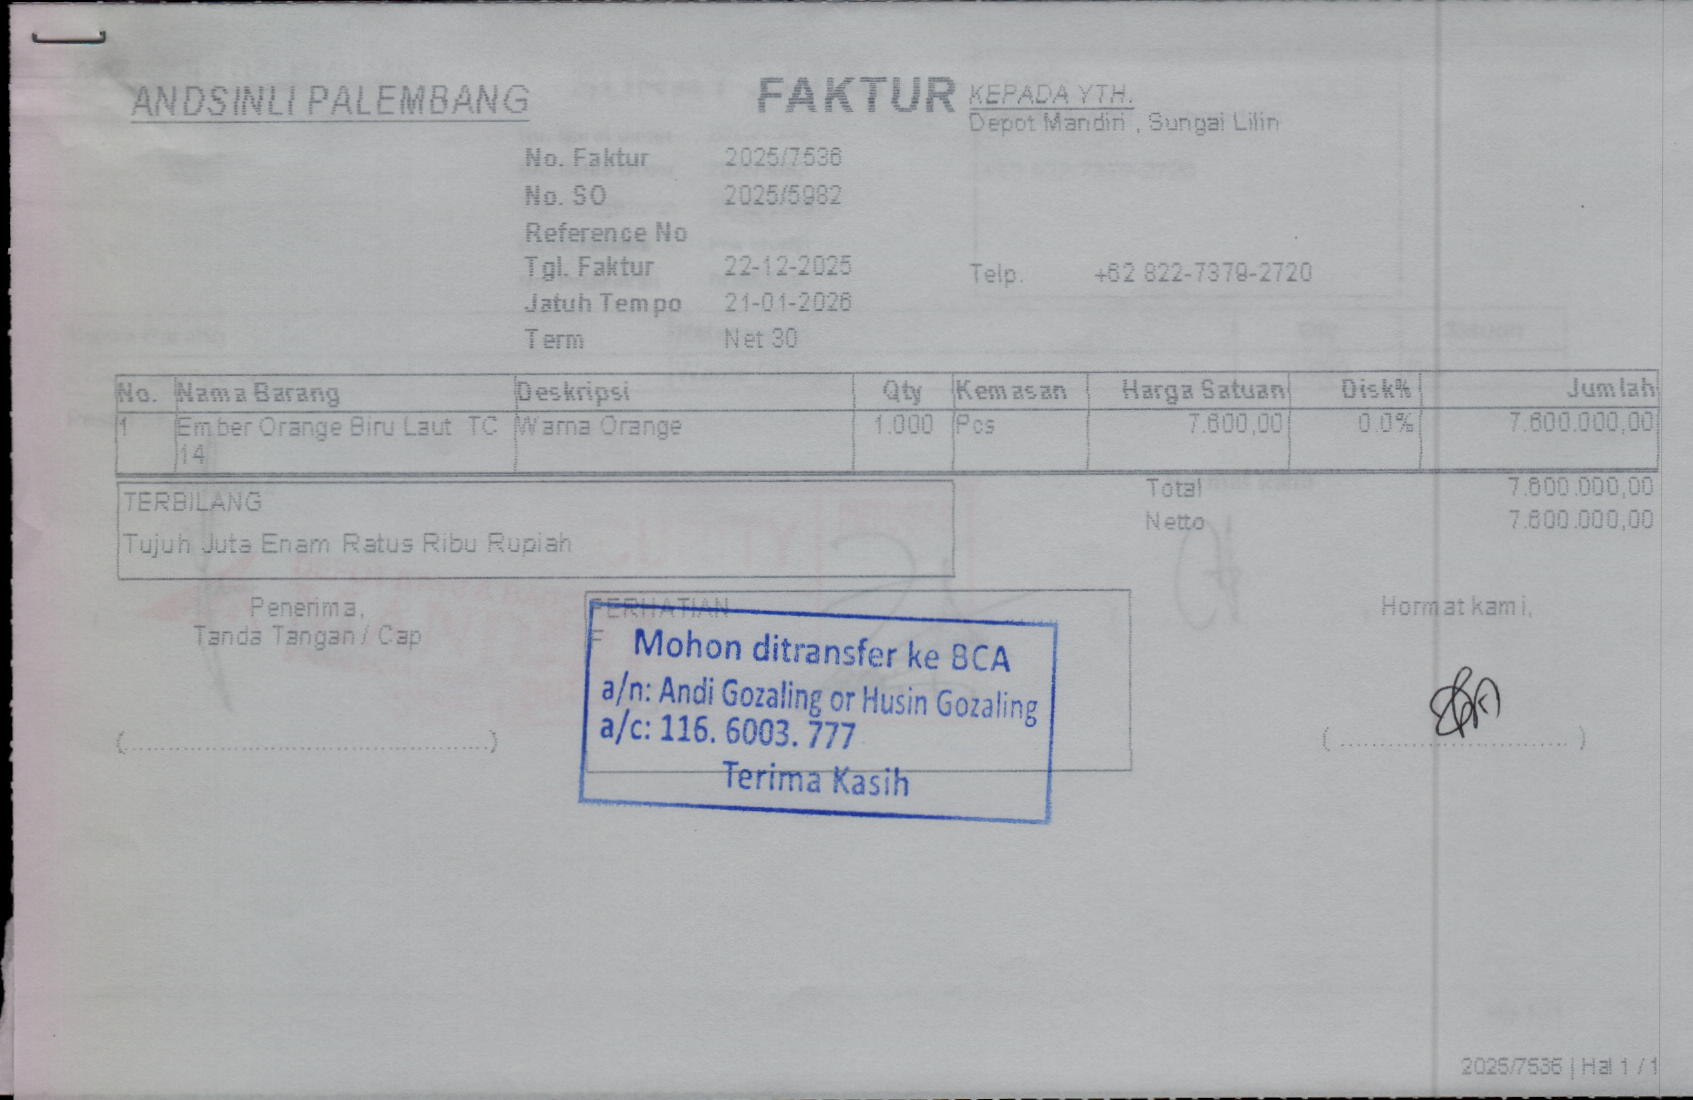 ANDSINLI PALEMBANG
FAKTUR
KEPADA YTH.
Depot Mandiri , Sungai Lilin
No. Faktur 2025/7536
No. SO 2025/5982
Reference No
Tgl. Faktur 22-12-2025
Telp. +62 822-7379-2720
Jatuh Tempo 21-01-2026
Term Net 30
No. Nama Barang Deskripsi Qty Kemasan Harga Satuan Disk% Jumlah
1 Ember Orange Biru Laut TC Warna Orange 1.000 Pcs 7.600,00 0.0% 7.600.000,00
14
TERBILANG
Total 7.600.000,00
Netto 7.600.000,00
Tujuh Juta Enam Ratus Ribu Rupiah
Penerima,
Tanda Tangan / Cap
PERHATIAN
Hormat kami,
Mohon ditransfer ke BCA
a/n: Andi Gozaling or Husin Gozaling
a/c: 116. 6003. 777
Terima Kasih
2025/7536 | Hal 1 / 1